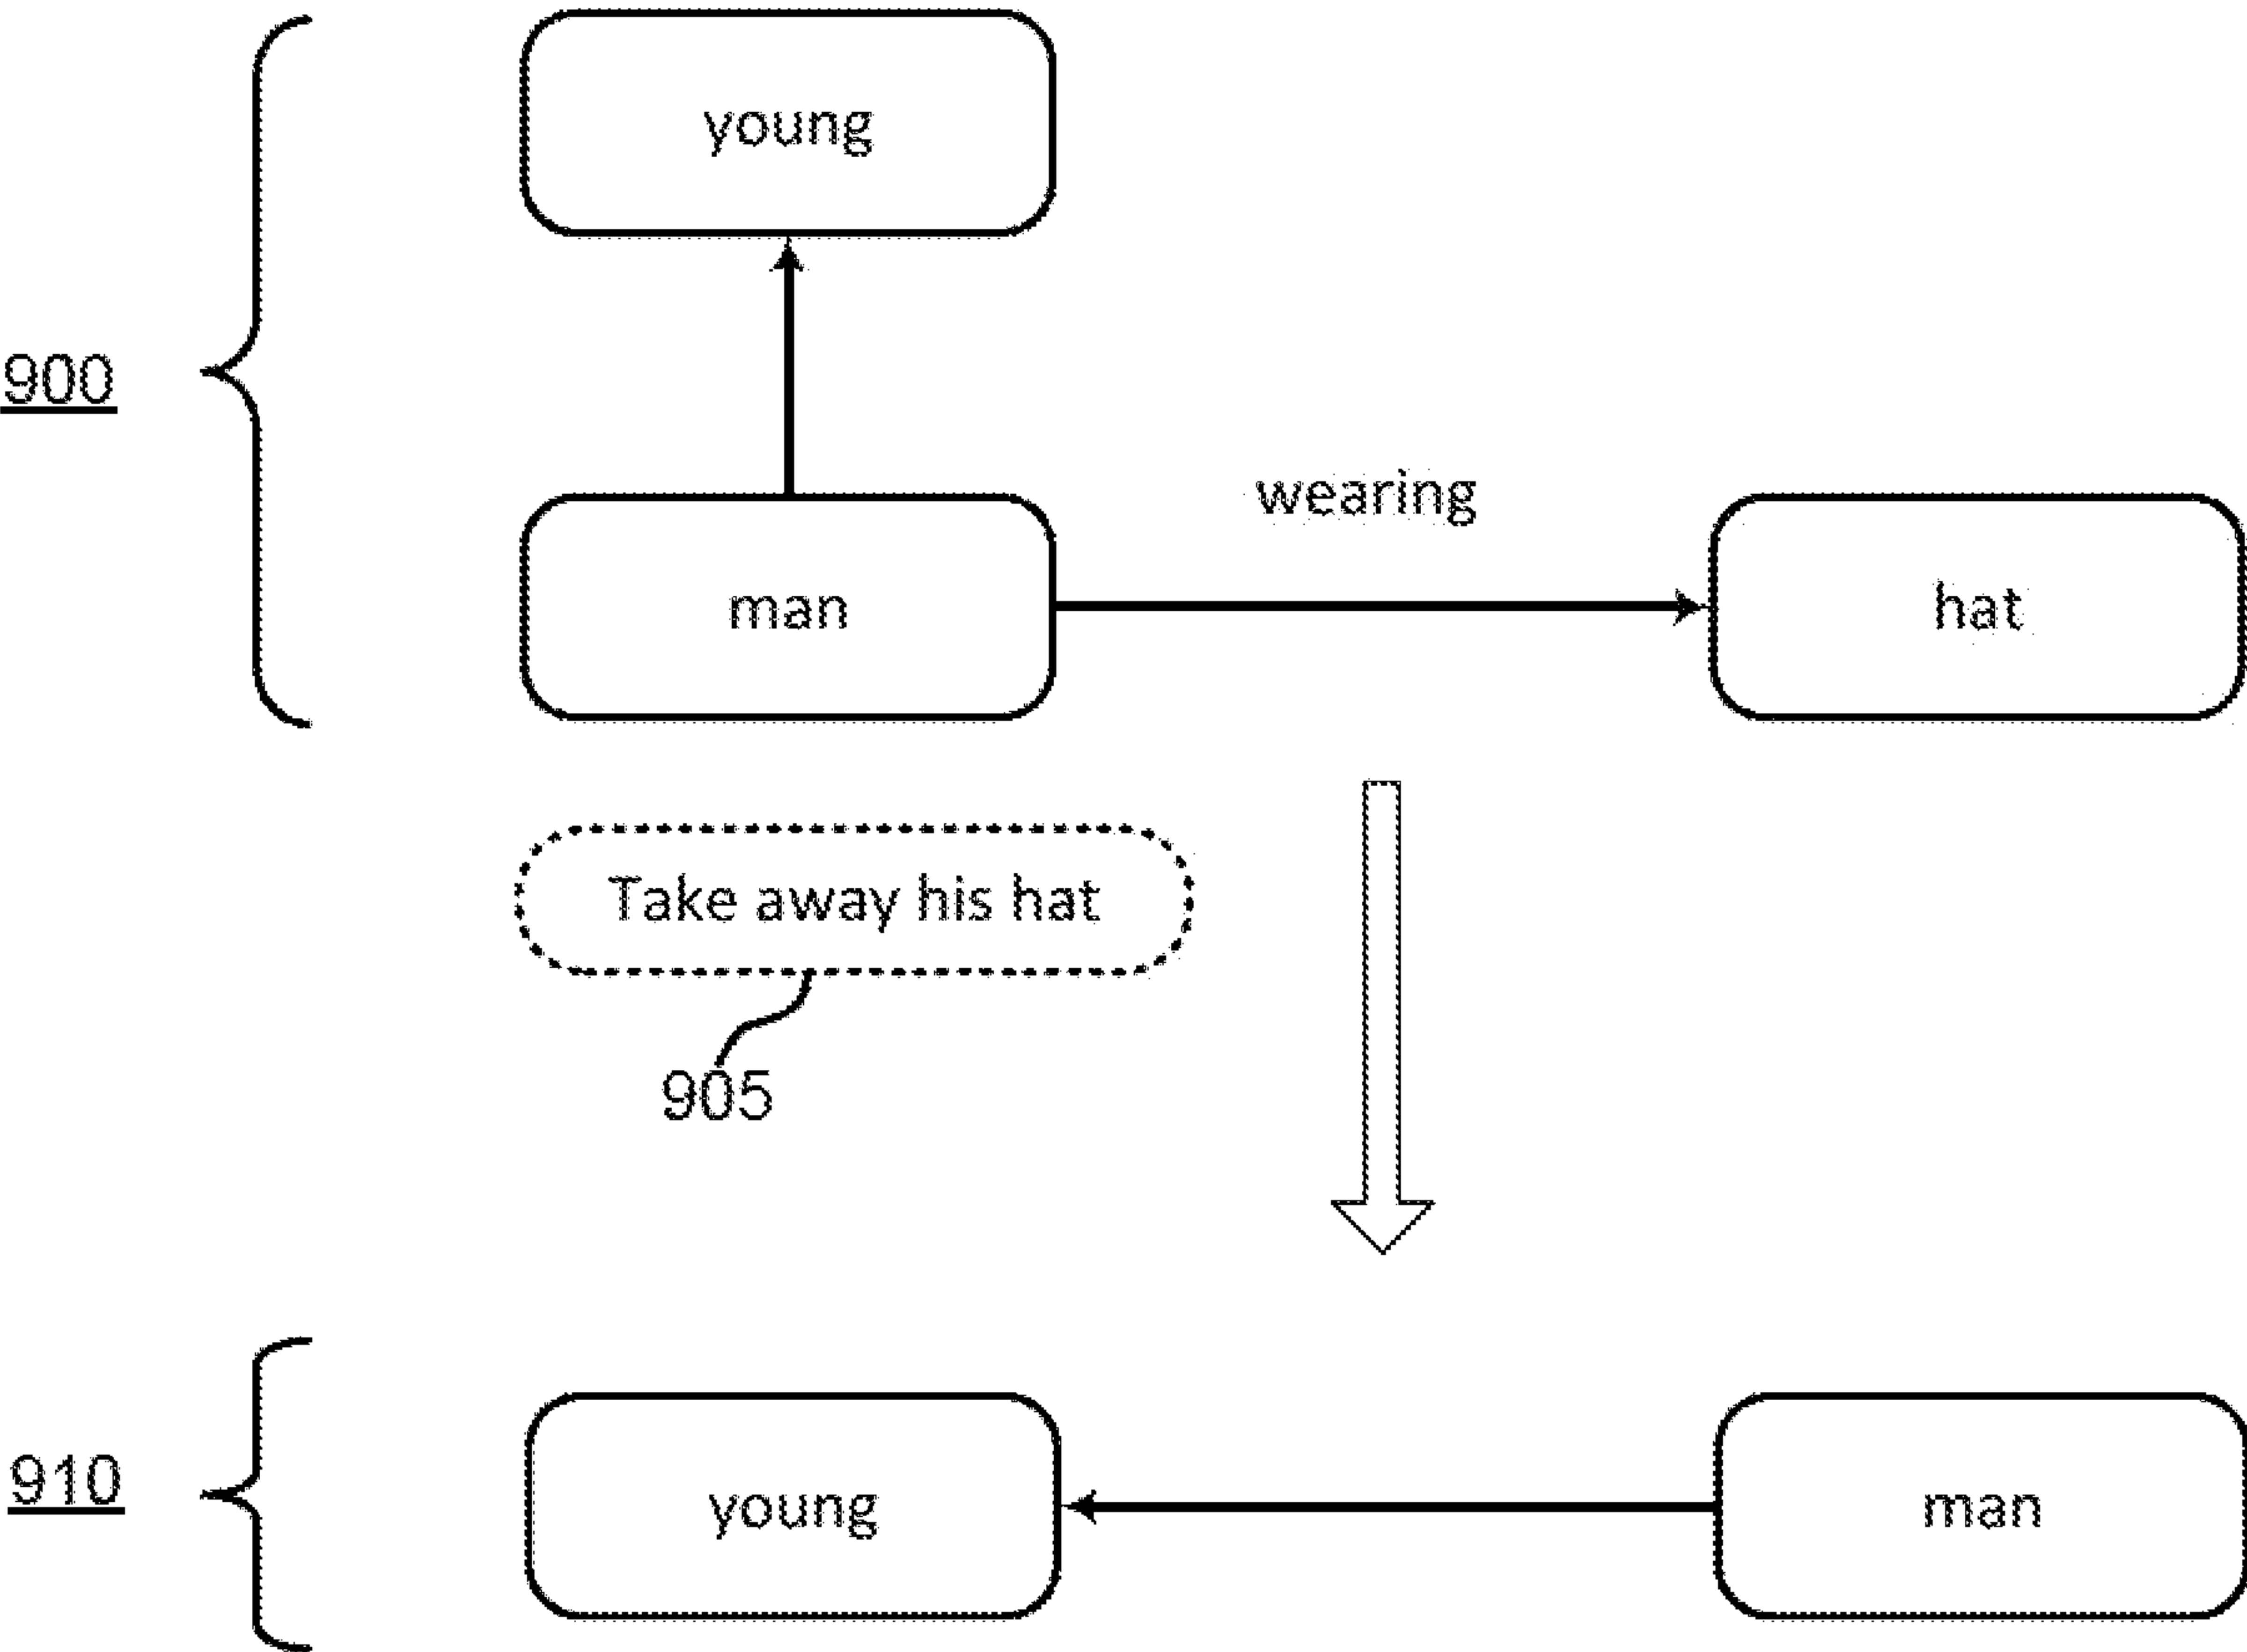 young
900
wearing
man
hat
Take away his hat
905
910
young
man